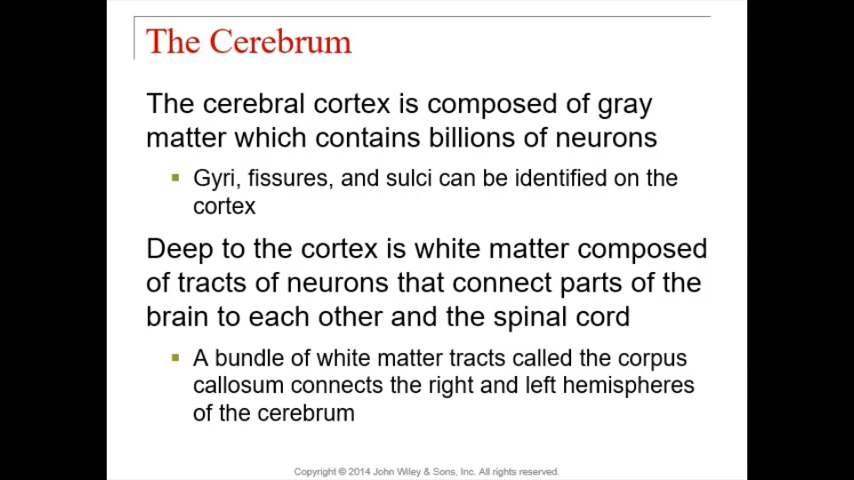 The Cerebrum
The cerebral cortex is composed of gray
matter which contains billions of neurons
Gyri, fissures, and sulci can be identified on the
cortex
Deep to the cortex is white matter composed
of tracts of neurons that connect parts of the
brain to each other and the spinal cord
A bundle of white matter tracts called the corpus
callosum connects the right and left hemispheres
of the cerebrum
Copyright © 2014 John Wiley & Sons, Inc. All rights reserved.